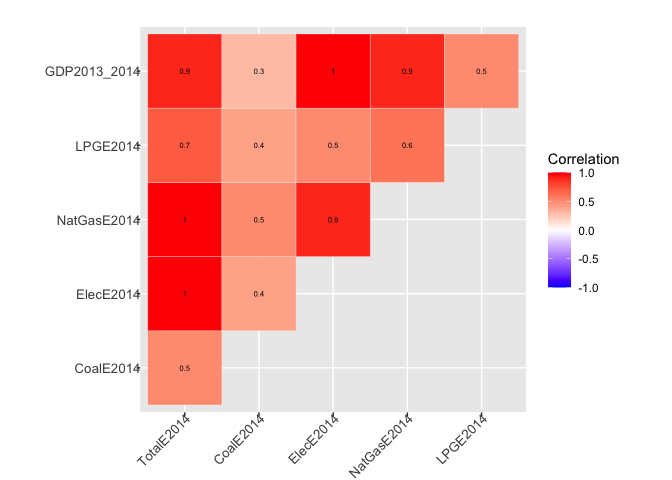 GDP2013_2014
0.9
0.3
1
0.9
0.5
LPGE2014
0.7
0.4
0.5
0.6
NatGasE2014
1
0.5
0.9
ElecE2014
1
0.4
CoalE2014
0.5
TotalE2014
CoalE2014
ElecE2014
NatGasE2014
LPGE2014
Correlation
1.0
0.5
0.0
-0.5
-1.0